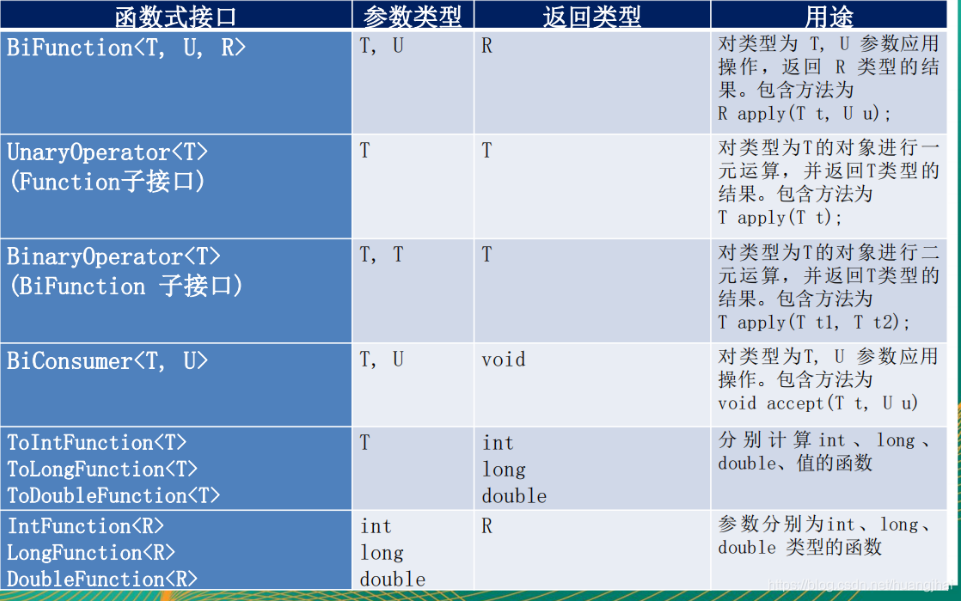 函数式接口 参数类型 返回类型 用途
BiFunction<T, U, R> T, U R 对类型为 T, U 参数应用
操作，返回 R 类型的结
果。包含方法为
R apply(T t, U u);
UnaryOperator<T> T T 对类型为T的对象进行一
(Function子接口) 元运算，并返回T类型的
结果。包含方法为
T apply(T t);
BinaryOperator<T> T, T T 对类型为T的对象进行二
(BiFunction 子接口) 元运算，并返回T类型的
结果。包含方法为
T apply(T t1, T t2);
BiConsumer<T, U> T, U void 对类型为T, U 参数应用
操作。包含方法为
void accept(T t, U u)
ToIntFunction<T> T int 分别计算int、long、
ToLongFunction<T> long double、值的函数
ToDoubleFunction<T> double
IntFunction<R> int R 参数分别为int、long、
LongFunction<R> long double 类型的函数
DoubleFunction<R> double